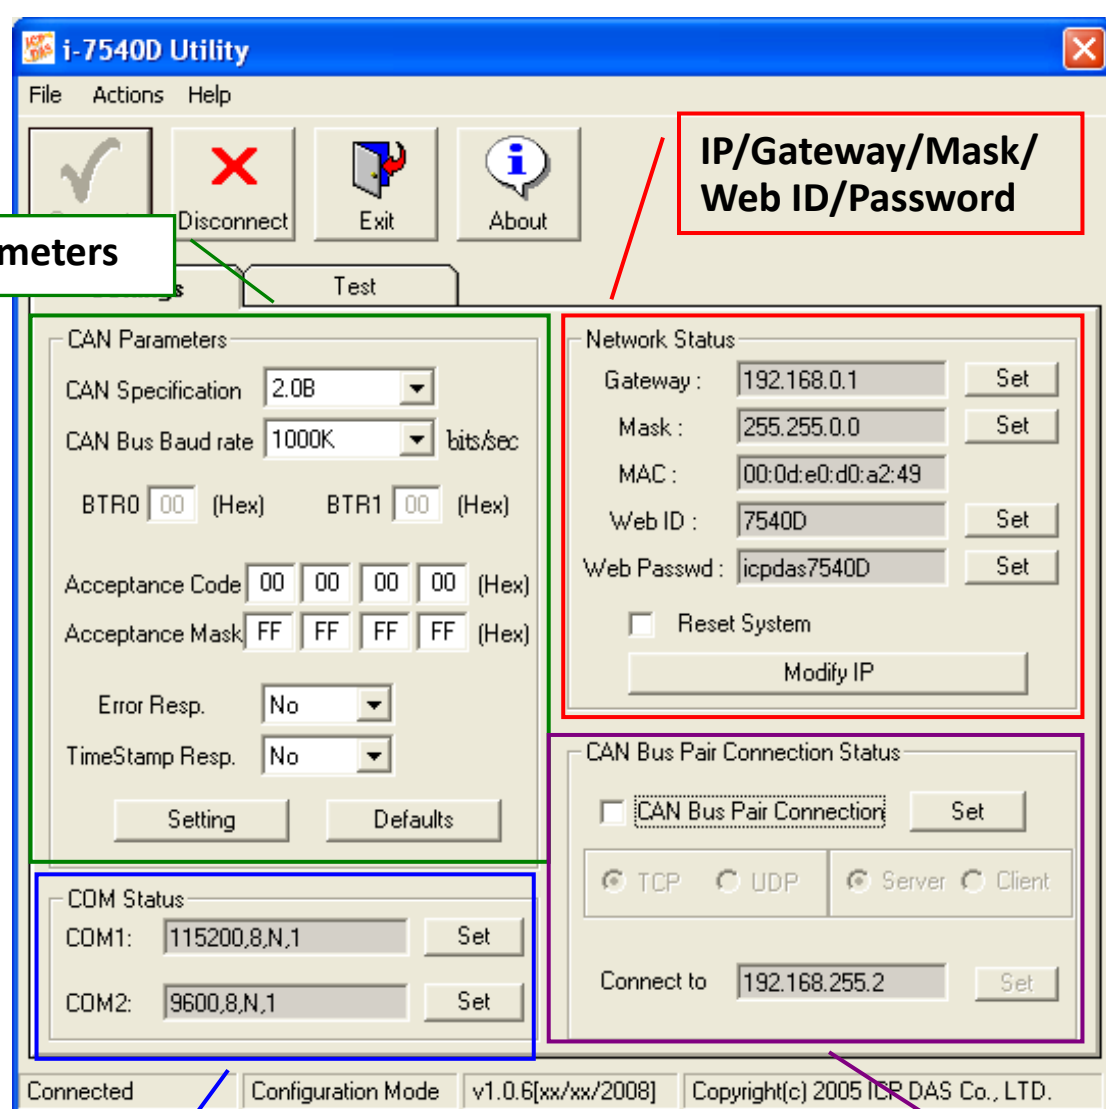 i-7540D Utility
File Actions Help
IP/Gateway/Mask/
Web ID/Password
Disconnect Exit About
meters
Test
CAN Parameters
CAN Specification 2.0B
CAN Bus Baud rate 1000K bits/sec
BTR0 00 (Hex) BTR1 00 (Hex)
Acceptance Code 00 00 00 00 (Hex)
Acceptance Mask FF FF FF FF (Hex)
Error Resp. No
TimeStamp Resp. No
Setting Defaults
Network Status
Gateway : 192.168.0.1 Set
Mask : 255.255.0.0 Set
MAC : 00:0d:e0:d0:a2:49
Web ID : 7540D Set
Web Passwd : icpdas7540D Set
Reset System
Modify IP
CAN Bus Pair Connection Status
CAN Bus Pair Connection Set
TCP UDP Server Client
Connect to 192.168.255.2 Set
COM Status
COM1: 115200,8,N,1 Set
COM2: 9600,8,N,1 Set
Connected Configuration Mode v1.0.6[xx/xx/2008] Copyright(c) 2005 ICP DAS Co., LTD.